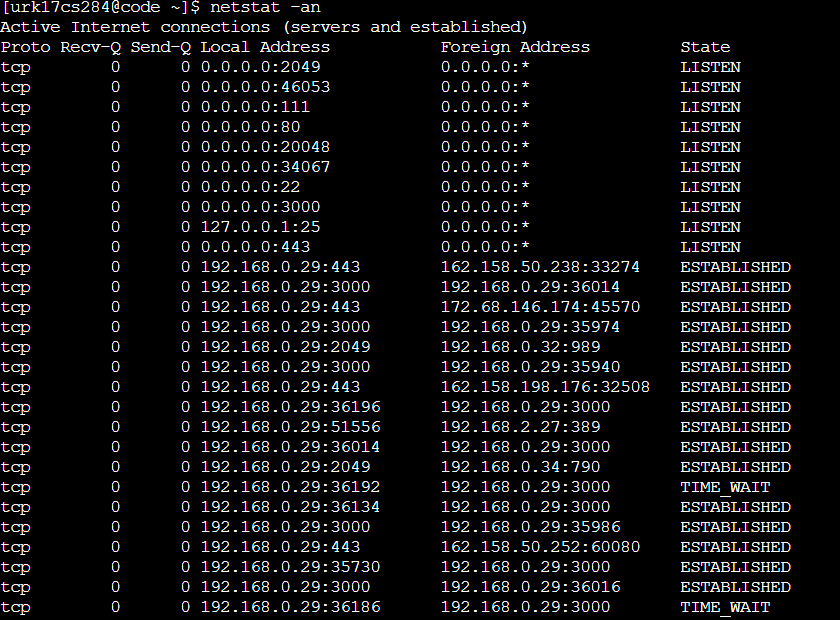 [urk17cs284@code ~]$ netstat -an
Active Internet connections (servers and established)
Proto Recv-Q Send-Q Local Address           Foreign Address         State
tcp        0      0 0.0.0.0:2049            0.0.0.0:*               LISTEN
tcp        0      0 0.0.0.0:46053           0.0.0.0:*               LISTEN
tcp        0      0 0.0.0.0:111             0.0.0.0:*               LISTEN
tcp        0      0 0.0.0.0:80              0.0.0.0:*               LISTEN
tcp        0      0 0.0.0.0:20048           0.0.0.0:*               LISTEN
tcp        0      0 0.0.0.0:34067           0.0.0.0:*               LISTEN
tcp        0      0 0.0.0.0:22              0.0.0.0:*               LISTEN
tcp        0      0 0.0.0.0:3000            0.0.0.0:*               LISTEN
tcp        0      0 127.0.0.1:25            0.0.0.0:*               LISTEN
tcp        0      0 0.0.0.0:443             0.0.0.0:*               LISTEN
tcp        0      0 192.168.0.29:443        162.158.50.238:33274    ESTABLISHED
tcp        0      0 192.168.0.29:3000       192.168.0.29:36014      ESTABLISHED
tcp        0      0 192.168.0.29:443        172.68.146.174:45570    ESTABLISHED
tcp        0      0 192.168.0.29:3000       192.168.0.29:35974      ESTABLISHED
tcp        0      0 192.168.0.29:2049       192.168.0.32:989        ESTABLISHED
tcp        0      0 192.168.0.29:3000       192.168.0.29:35940      ESTABLISHED
tcp        0      0 192.168.0.29:443        162.158.198.176:32508   ESTABLISHED
tcp        0      0 192.168.0.29:36196      192.168.0.29:3000       ESTABLISHED
tcp        0      0 192.168.0.29:51556      192.168.2.27:389        ESTABLISHED
tcp        0      0 192.168.0.29:36014      192.168.0.29:3000       ESTABLISHED
tcp        0      0 192.168.0.29:2049       192.168.0.34:790        ESTABLISHED
tcp        0      0 192.168.0.29:36192      192.168.0.29:3000       TIME_WAIT
tcp        0      0 192.168.0.29:36134      192.168.0.29:3000       ESTABLISHED
tcp        0      0 192.168.0.29:3000       192.168.0.29:35986      ESTABLISHED
tcp        0      0 192.168.0.29:443        162.158.50.252:60080    ESTABLISHED
tcp        0      0 192.168.0.29:35730      192.168.0.29:3000       ESTABLISHED
tcp        0      0 192.168.0.29:3000       192.168.0.29:36016      ESTABLISHED
tcp        0      0 192.168.0.29:36186      192.168.0.29:3000       TIME_WAIT